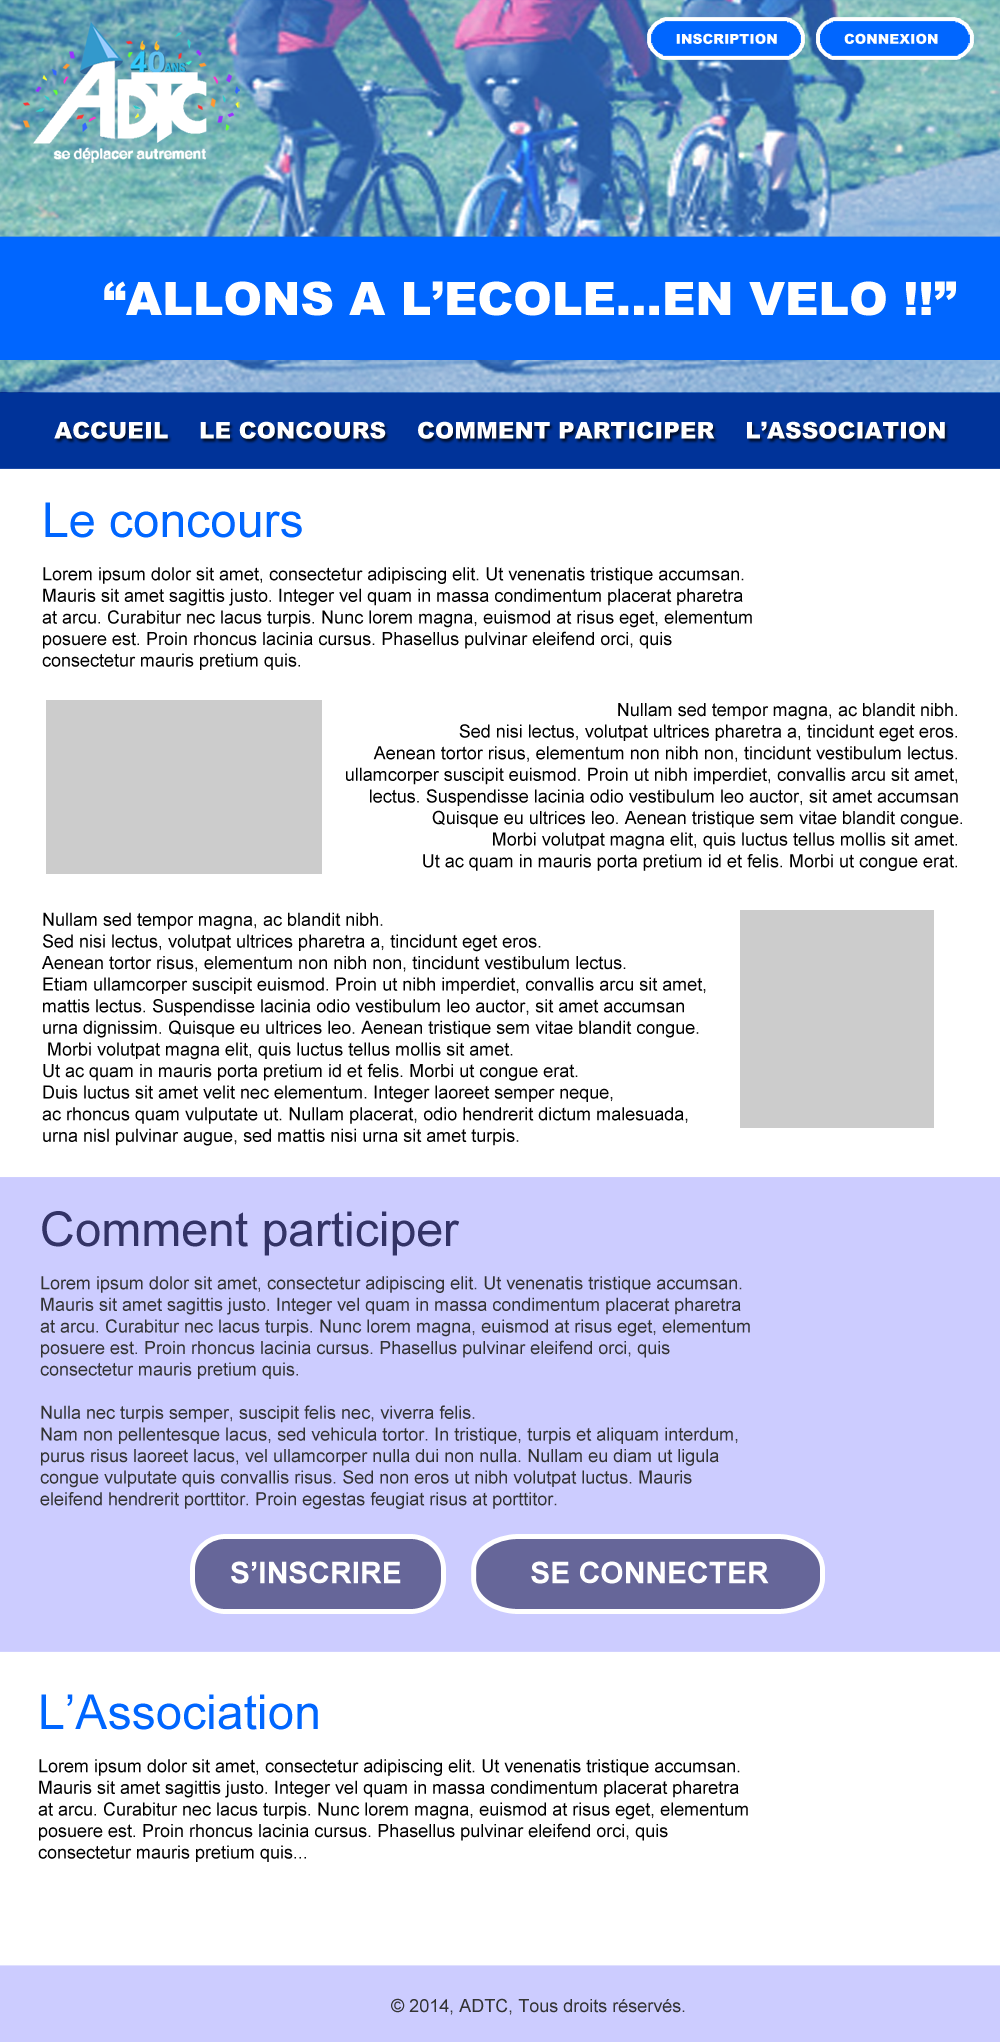 INSCRIPTION
CONNEXION
40 ANS
ADTC
se déplacer autrement
“ALLONS A L’ECOLE...EN VELO !!”
ACCUEIL LE CONCOURS COMMENT PARTICIPER L’ASSOCIATION
Le concours
Lorem ipsum dolor sit amet, consectetur adipiscing elit. Ut venenatis tristique accumsan.
Mauris sit amet sagittis justo. Integer vel quam in massa condimentum placerat pharetra
at arcu. Curabitur nec lacus turpis. Nunc lorem magna, euismod at risus eget, elementum
posuere est. Proin rhoncus lacinia cursus. Phasellus pulvinar eleifend orci, quis
consectetur mauris pretium quis.
Nullam sed tempor magna, ac blandit nibh.
Sed nisi lectus, volutpat ultrices pharetra a, tincidunt eget eros.
Aenean tortor risus, elementum non nibh non, tincidunt vestibulum lectus.
ullamcorper suscipit euismod. Proin ut nibh imperdiet, convallis arcu sit amet,
lectus. Suspendisse lacinia odio vestibulum leo auctor, sit amet accumsan
Quisque eu ultrices leo. Aenean tristique sem vitae blandit congue.
Morbi volutpat magna elit, quis luctus tellus mollis sit amet.
Ut ac quam in mauris porta pretium id et felis. Morbi ut congue erat.
Nullam sed tempor magna, ac blandit nibh.
Sed nisi lectus, volutpat ultrices pharetra a, tincidunt eget eros.
Aenean tortor risus, elementum non nibh non, tincidunt vestibulum lectus.
Etiam ullamcorper suscipit euismod. Proin ut nibh imperdiet, convallis arcu sit amet,
mattis lectus. Suspendisse lacinia odio vestibulum leo auctor, sit amet accumsan
urna dignissim. Quisque eu ultrices leo. Aenean tristique sem vitae blandit congue.
Morbi volutpat magna elit, quis luctus tellus mollis sit amet.
Ut ac quam in mauris porta pretium id et felis. Morbi ut congue erat.
Duis luctus sit amet velit nec elementum. Integer laoreet semper neque,
ac rhoncus quam vulputate ut. Nullam placerat, odio hendrerit dictum malesuada,
urna nisl pulvinar augue, sed mattis nisi urna sit amet turpis.
Comment participer
Lorem ipsum dolor sit amet, consectetur adipiscing elit. Ut venenatis tristique accumsan.
Mauris sit amet sagittis justo. Integer vel quam in massa condimentum placerat pharetra
at arcu. Curabitur nec lacus turpis. Nunc lorem magna, euismod at risus eget, elementum
posuere est. Proin rhoncus lacinia cursus. Phasellus pulvinar eleifend orci, quis
consectetur mauris pretium quis.
Nulla nec turpis semper, suscipit felis nec, viverra felis.
Nam non pellentesque lacus, sed vehicula tortor. In tristique, turpis et aliquam interdum,
purus risus laoreet lacus, vel ullamcorper nulla dui non nulla. Nullam eu diam ut ligula
congue vulputate quis convallis risus. Sed non eros ut nibh volutpat luctus. Mauris
eleifend hendrerit porttitor. Proin egestas feugiat risus at porttitor.
S’INSCRIRE
SE CONNECTER
L’Association
Lorem ipsum dolor sit amet, consectetur adipiscing elit. Ut venenatis tristique accumsan.
Mauris sit amet sagittis justo. Integer vel quam in massa condimentum placerat pharetra
at arcu. Curabitur nec lacus turpis. Nunc lorem magna, euismod at risus eget, elementum
posuere est. Proin rhoncus lacinia cursus. Phasellus pulvinar eleifend orci, quis
consectetur mauris pretium quis...
© 2014, ADTC, Tous droits réservés.